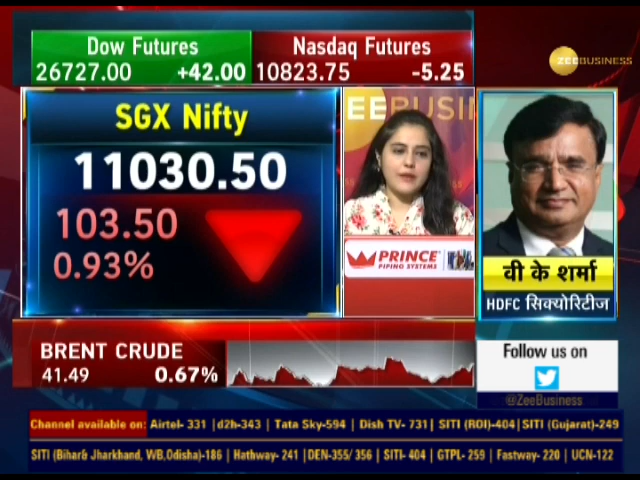 Dow Futures
26727.00 +42.00
Nasdaq Futures
10823.75 -5.25
ZEEBUSINESS
SGX Nifty
11030.50
103.50
0.93%
ZEEBUSIN
PRINCE
PIPING SYSTEMS
वी के शर्मा
HDFC सिक्योरिटीज
BRENT CRUDE
41.49 0.67%
Follow us on
@ZeeBusiness
Channel available on: Airtel- 331 | d2h-343 | Tata Sky-594 | Dish TV- 731| SITI (ROI)-404|SITI (Gujarat)-249
SITI (Bihar& Jharkhand, WB,Odisha)-186 | Hathway- 241 |DEN-355/ 356 | SITI- 404 | GTPL- 259 | Fastway- 220 | UCN-122